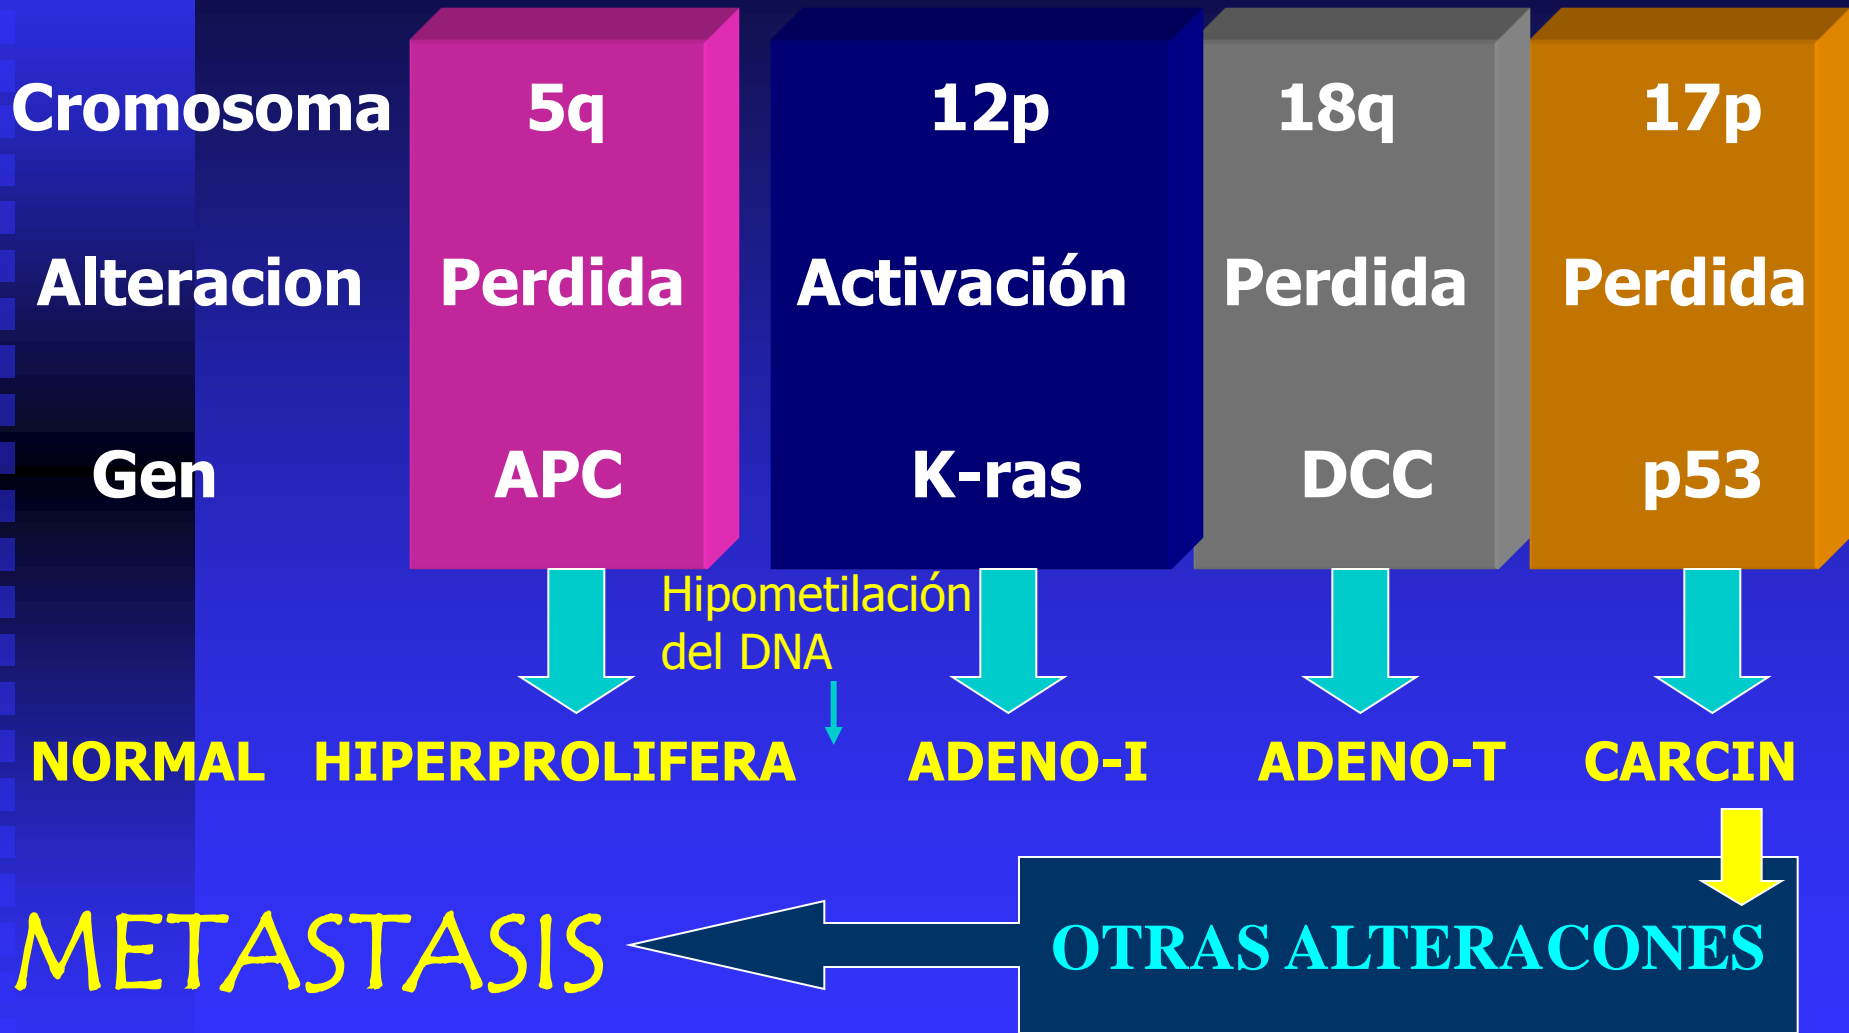 Cromosoma 5q 12p 18q 17p
Alteracion Perdida Activación Perdida Perdida
Gen APC K-ras DCC p53
Hipometilación
del DNA
NORMAL HIPERPROLIFERA ADENO-I ADENO-T CARCIN
METASTASIS OTRAS ALTERACONES